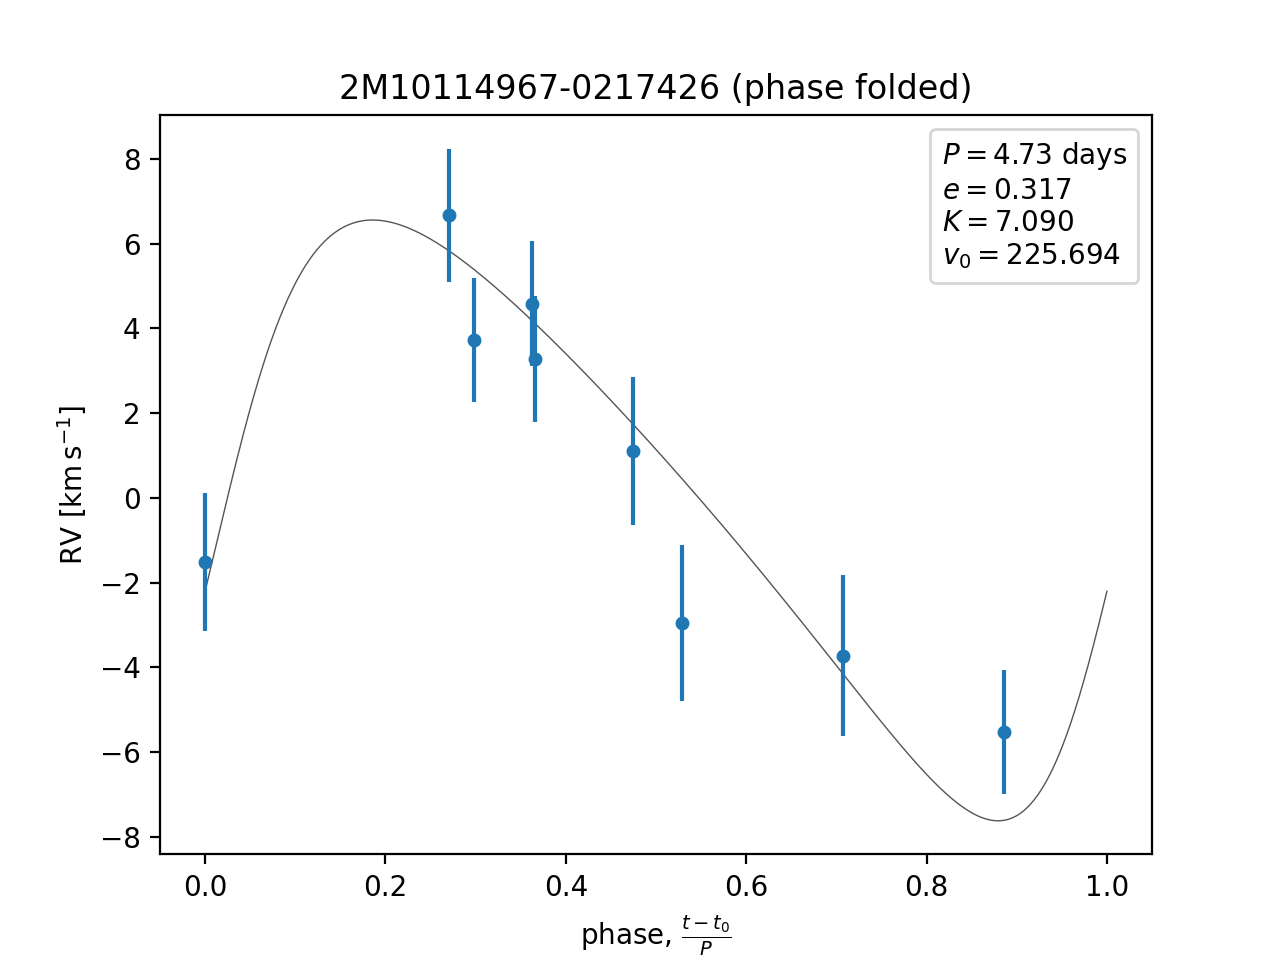 2M10114967-0217426 (phase folded)
P = 4.73 days
e = 0.317
K = 7.090
v₀ = 225.694
8
6
4
2
0
−2
−4
−6
−8
RV [km s⁻¹]
0.0 0.2 0.4 0.6 0.8 1.0
phase, (t − t₀)/P